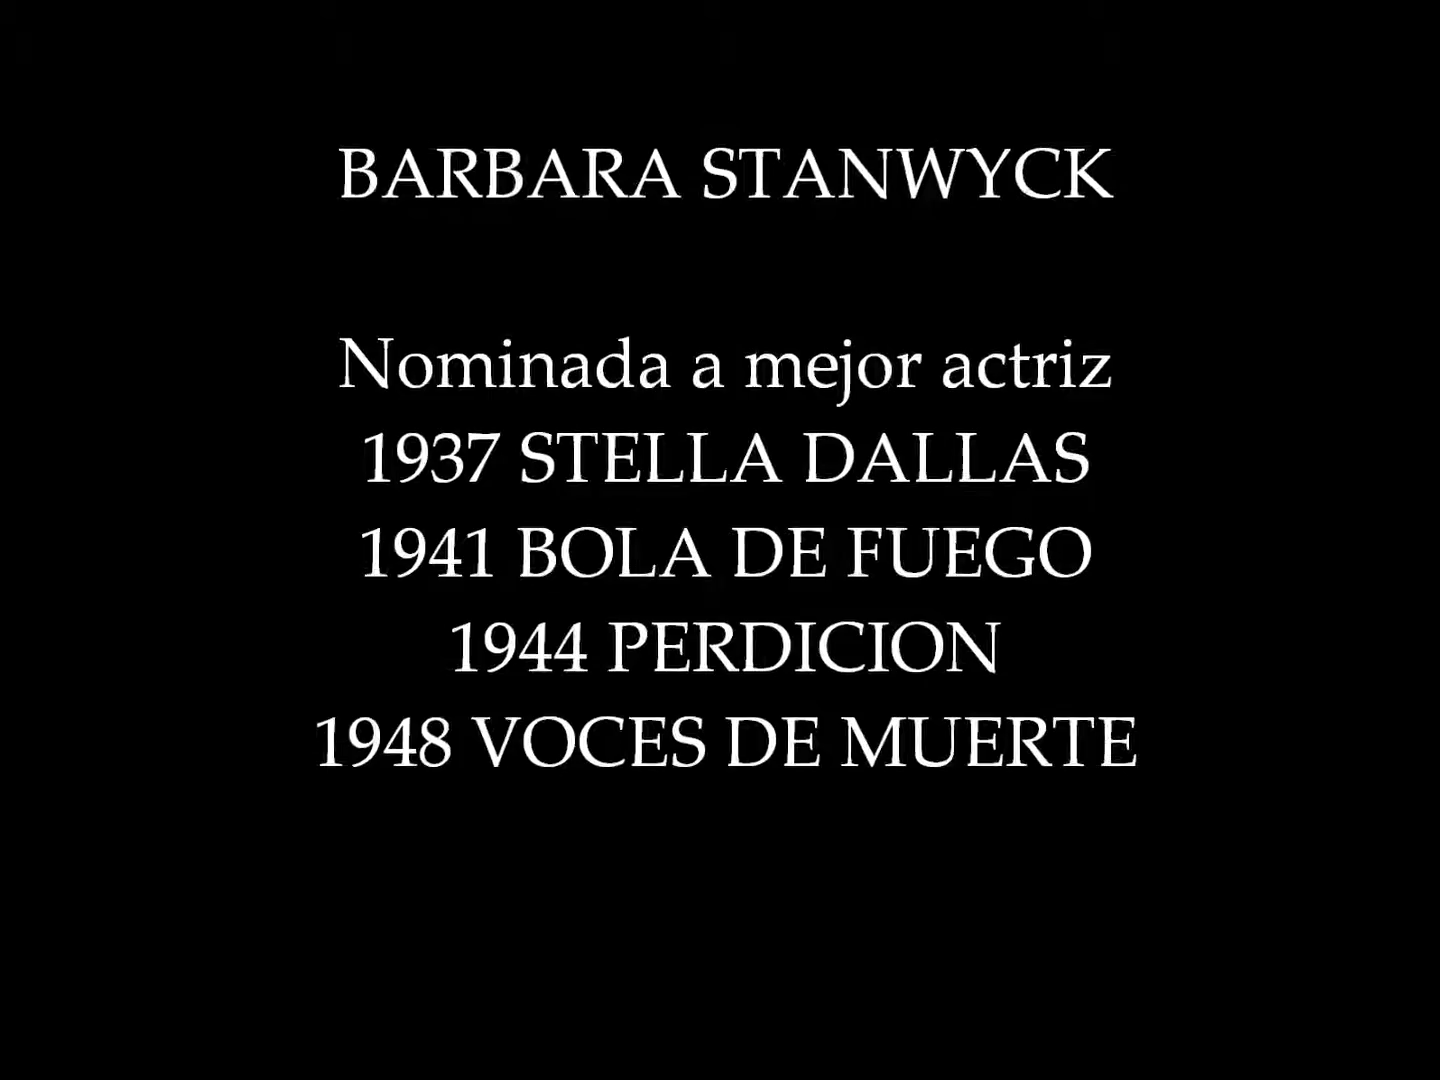 BARBARA STANWYCK
Nominada a mejor actriz
1937 STELLA DALLAS
1941 BOLA DE FUEGO
1944 PERDICION
1948 VOCES DE MUERTE